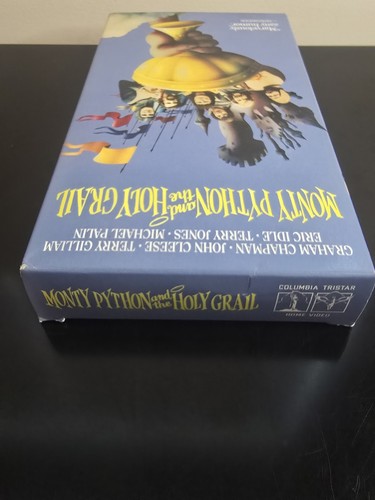 "Marvelously
MONTY PYTHON and the HOLY GRAIL
GRAHAM CHAPMAN · JOHN CLEESE · TERRY GILLIAM
ERIC IDLE · TERRY JONES · MICHAEL PALIN
MONTY PYTHON and the HOLY GRAIL
COLUMBIA TRISTAR
HOME VIDEO